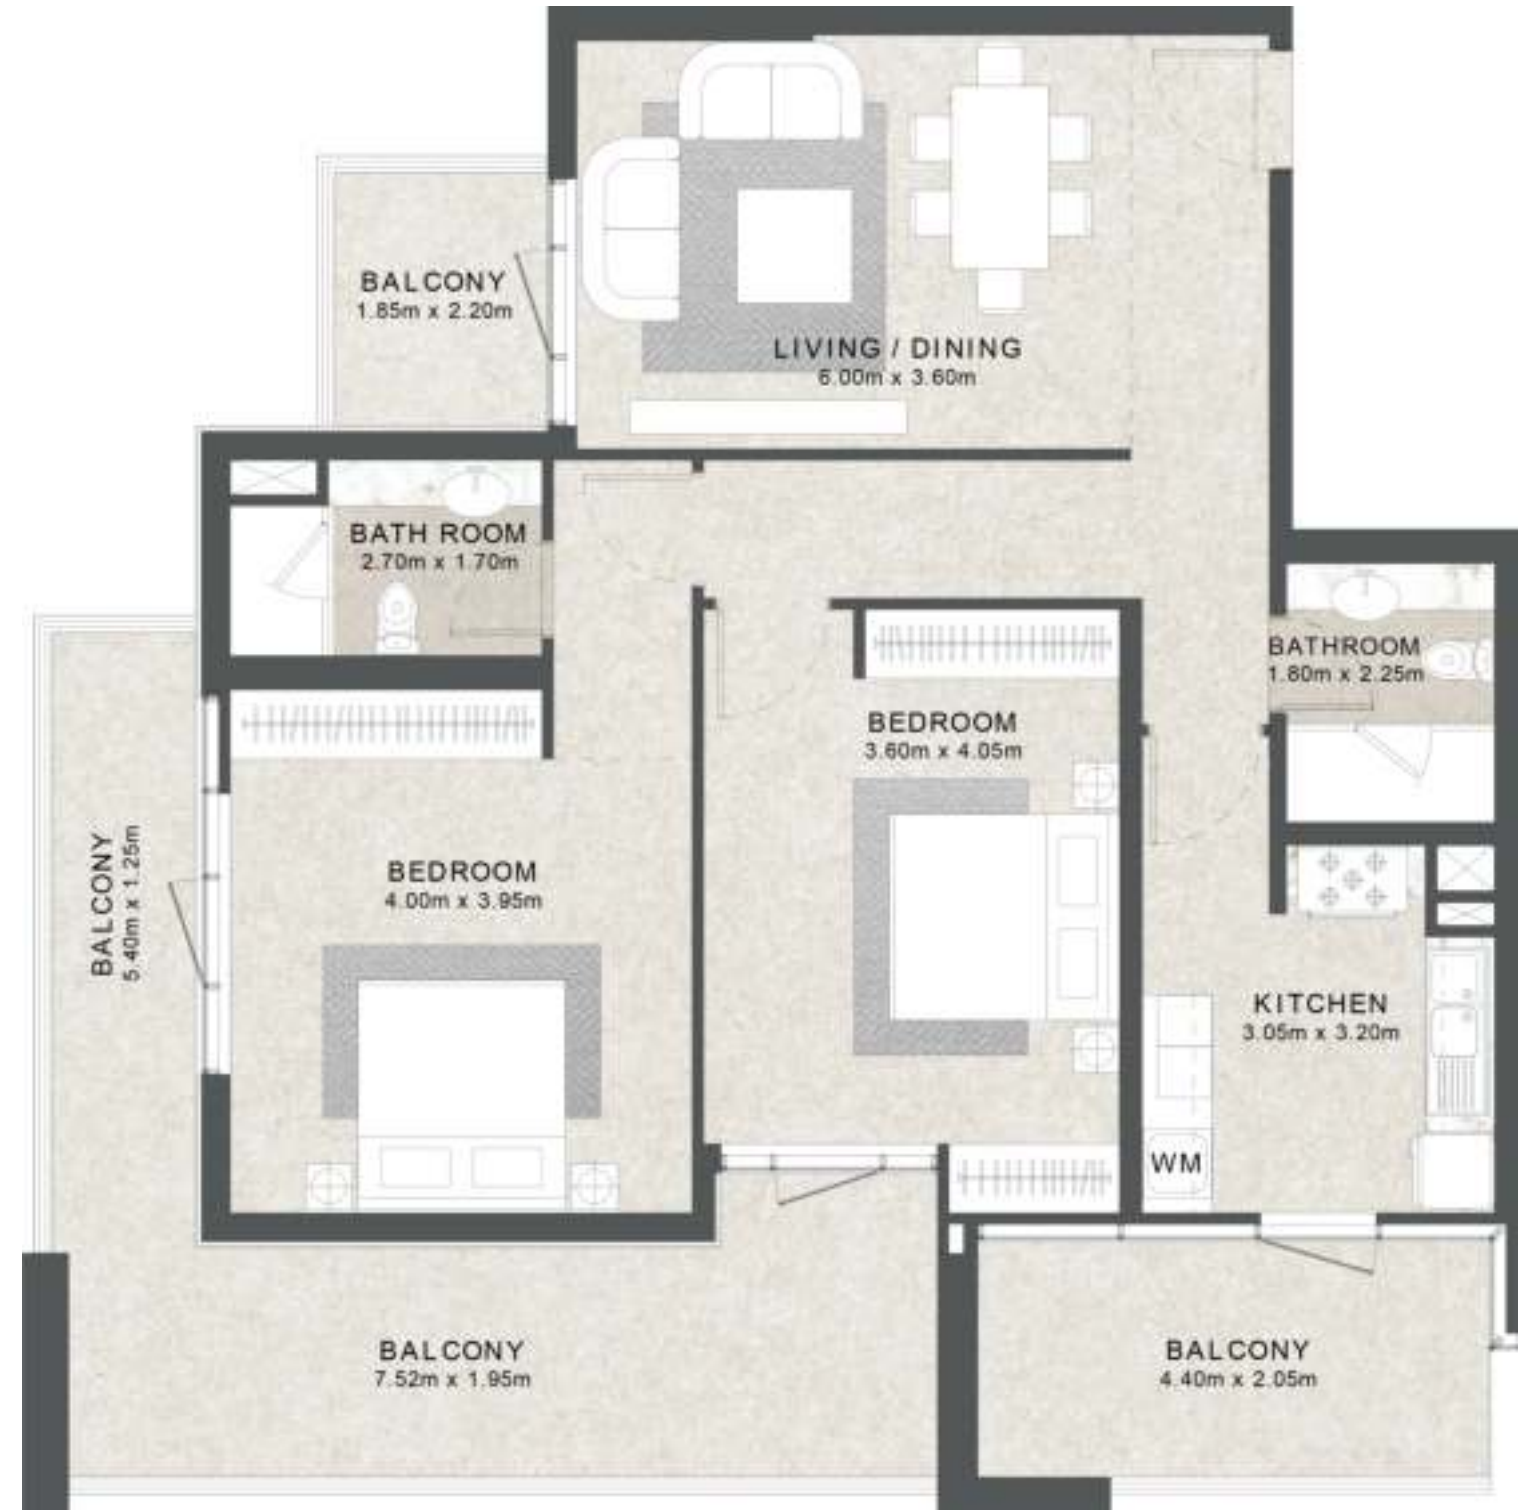 BALCONY
1.85m x 2.20m
LIVING / DINING
6.00m x 3.60m
BATH ROOM
2.70m x 1.70m
BATHROOM
1.80m x 2.25m
BEDROOM
3.60m x 4.05m
BALCONY
5.40m x 1.25m
BEDROOM
4.00m x 3.95m
KITCHEN
3.05m x 3.20m
WM
BALCONY
7.52m x 1.95m
BALCONY
4.40m x 2.05m